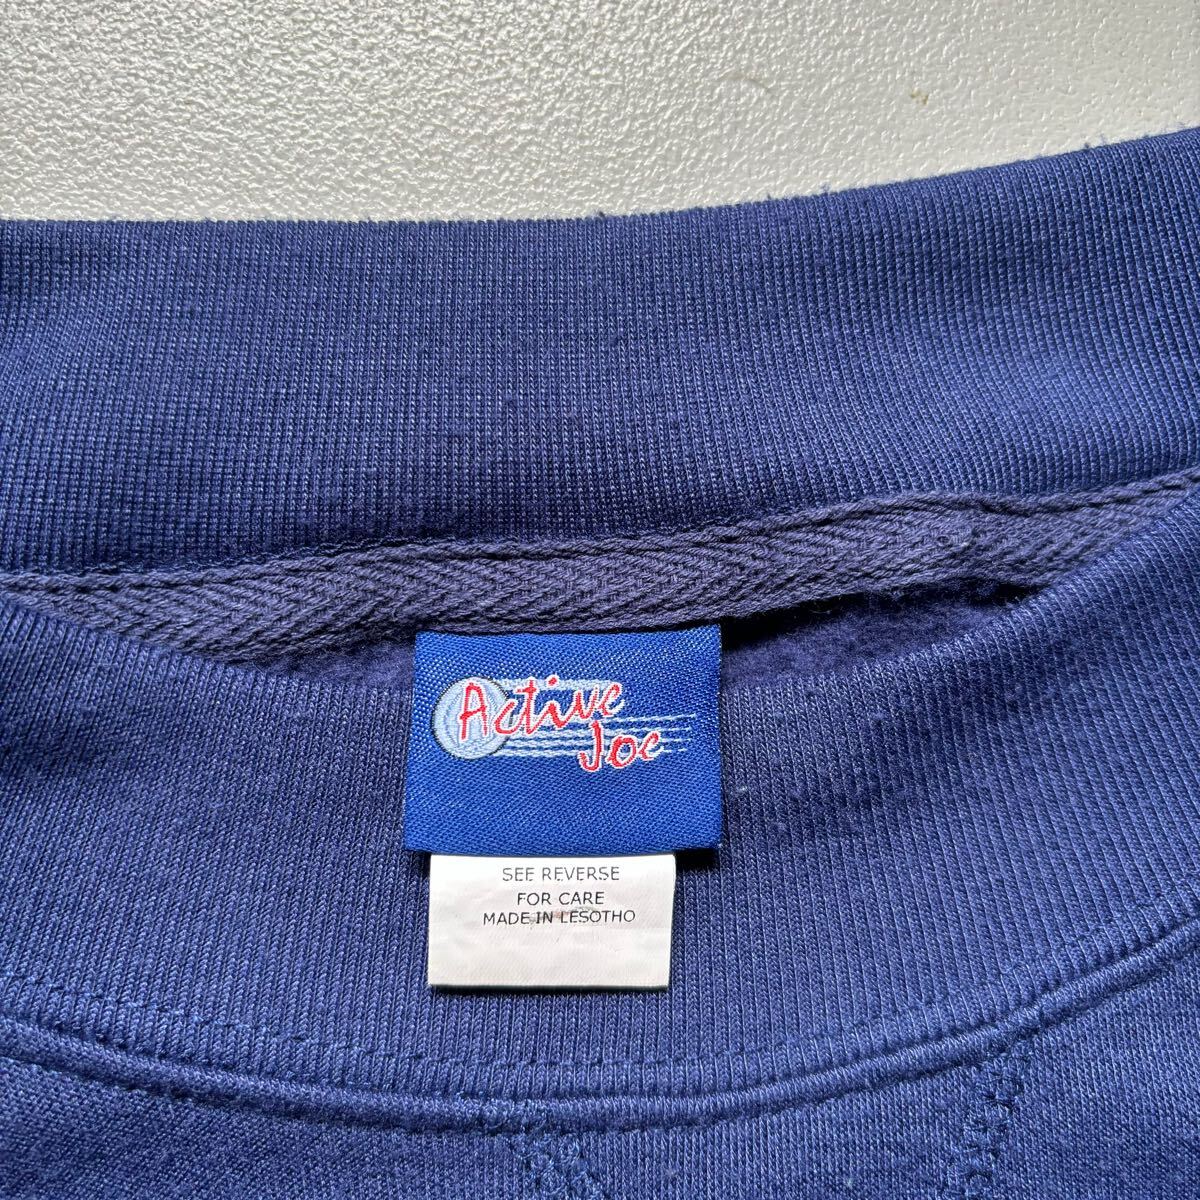 Active
Joe
SEE REVERSE
FOR CARE
MADE IN LESOTHO